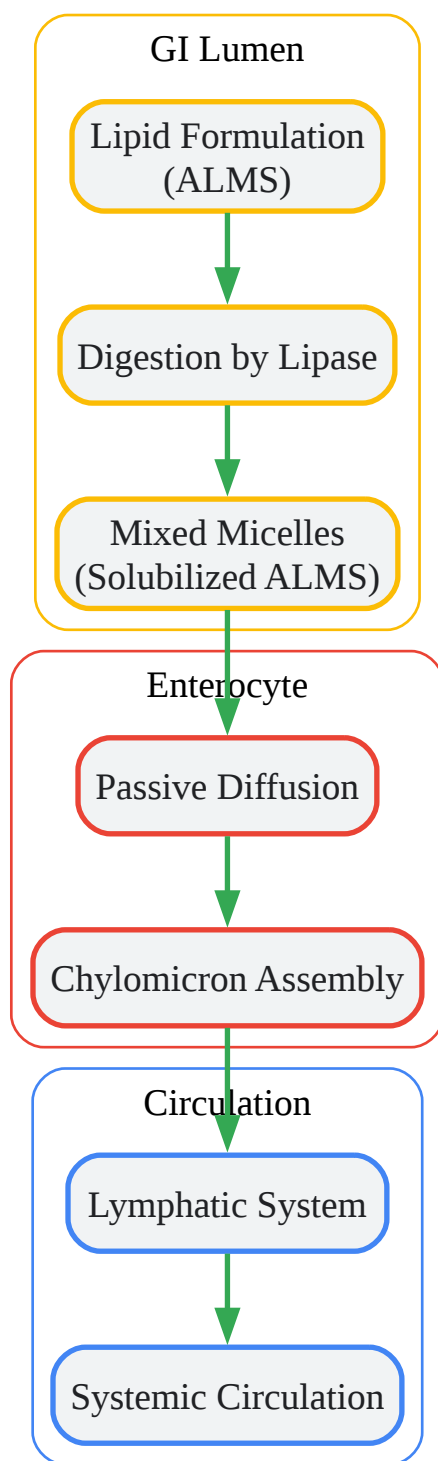 GI Lumen
Lipid Formulation
(ALMS)
Digestion by Lipase
Mixed Micelles
(Solubilized ALMS)
Enterocyte
Passive Diffusion
Chylomicron Assembly
Circulation
Lymphatic System
Systemic Circulation